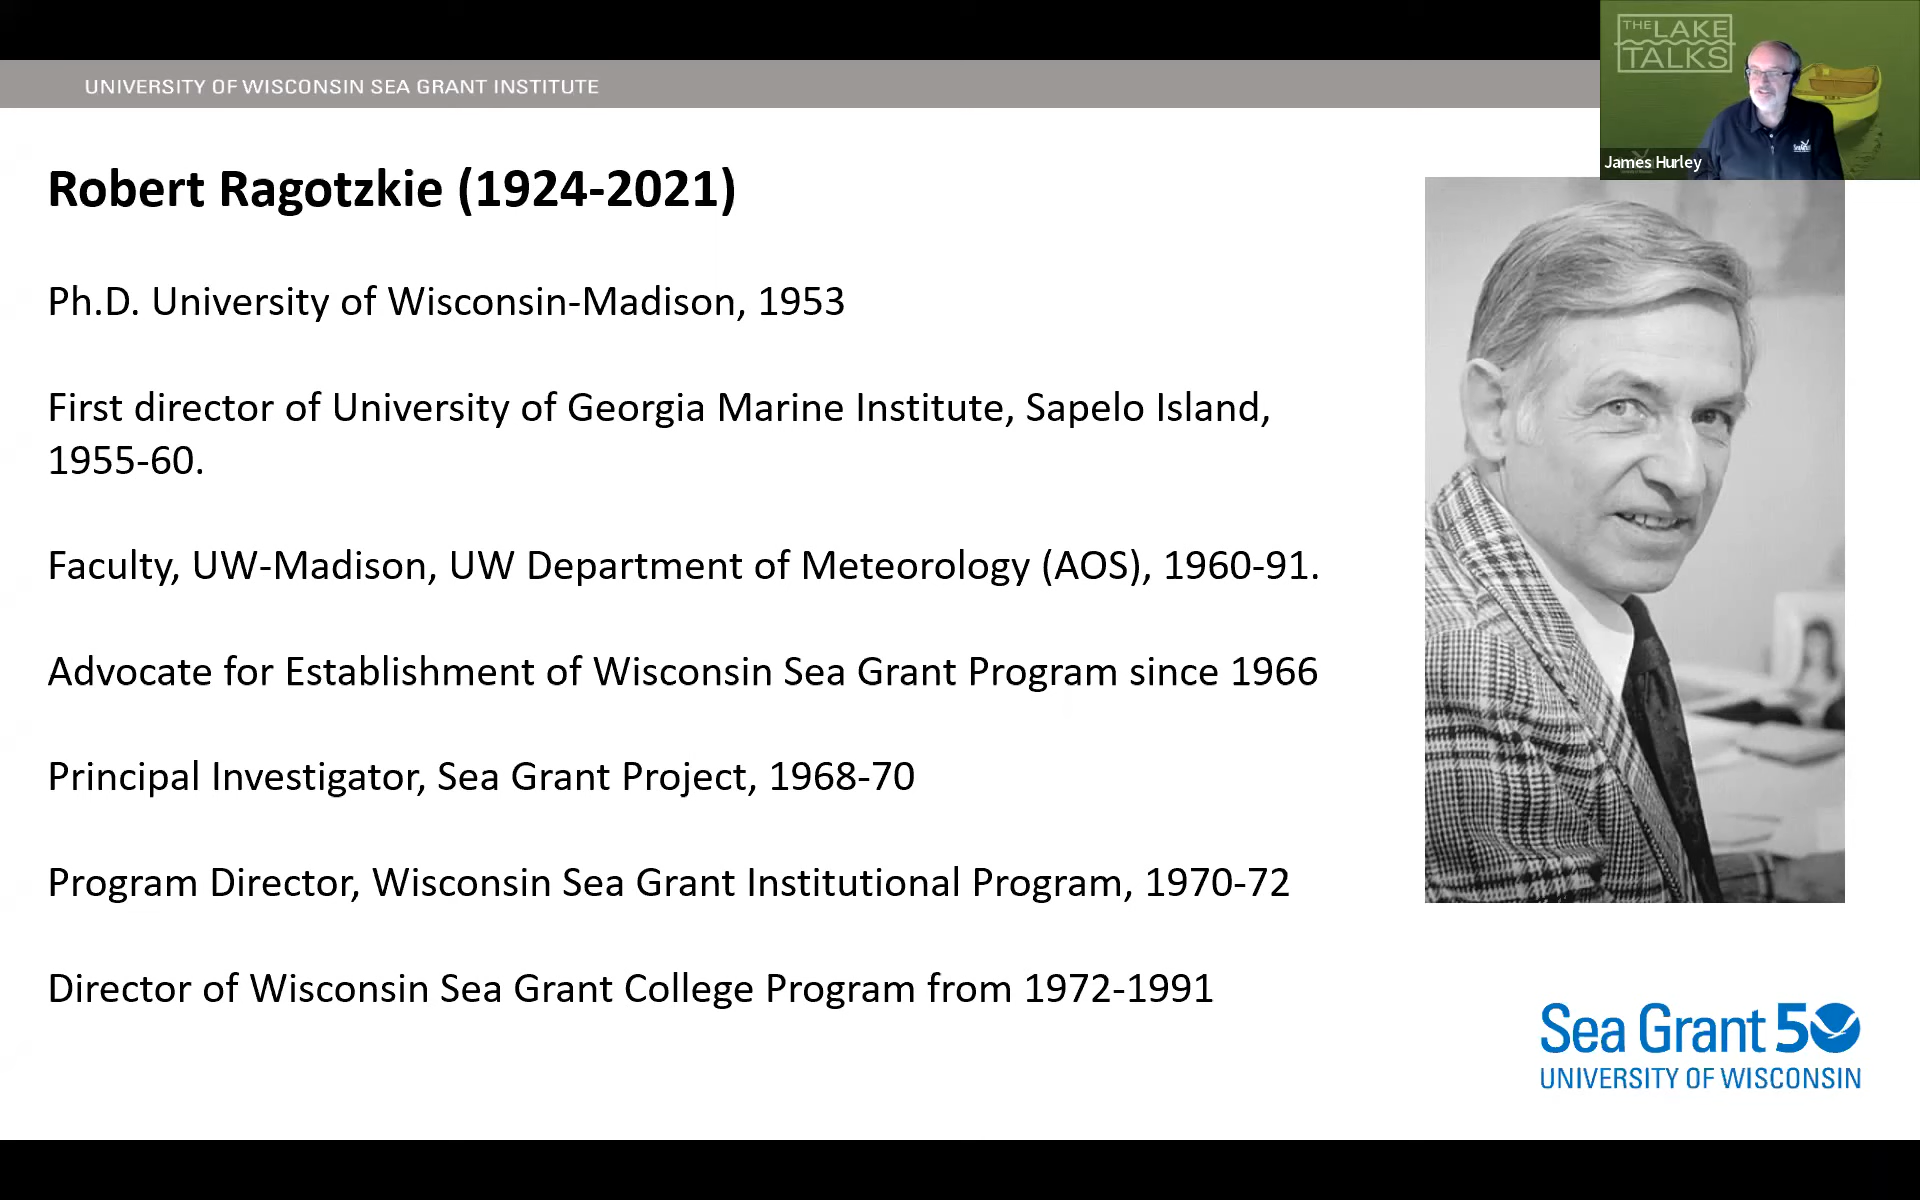 UNIVERSITY OF WISCONSIN SEA GRANT INSTITUTE
THE LAKE
TALKS
James Hurley
Robert Ragotzkie (1924-2021)
Ph.D. University of Wisconsin-Madison, 1953
First director of University of Georgia Marine Institute, Sapelo Island,
1955-60.
Faculty, UW-Madison, UW Department of Meteorology (AOS), 1960-91.
Advocate for Establishment of Wisconsin Sea Grant Program since 1966
Principal Investigator, Sea Grant Project, 1968-70
Program Director, Wisconsin Sea Grant Institutional Program, 1970-72
Director of Wisconsin Sea Grant College Program from 1972-1991
Sea Grant 50
UNIVERSITY OF WISCONSIN